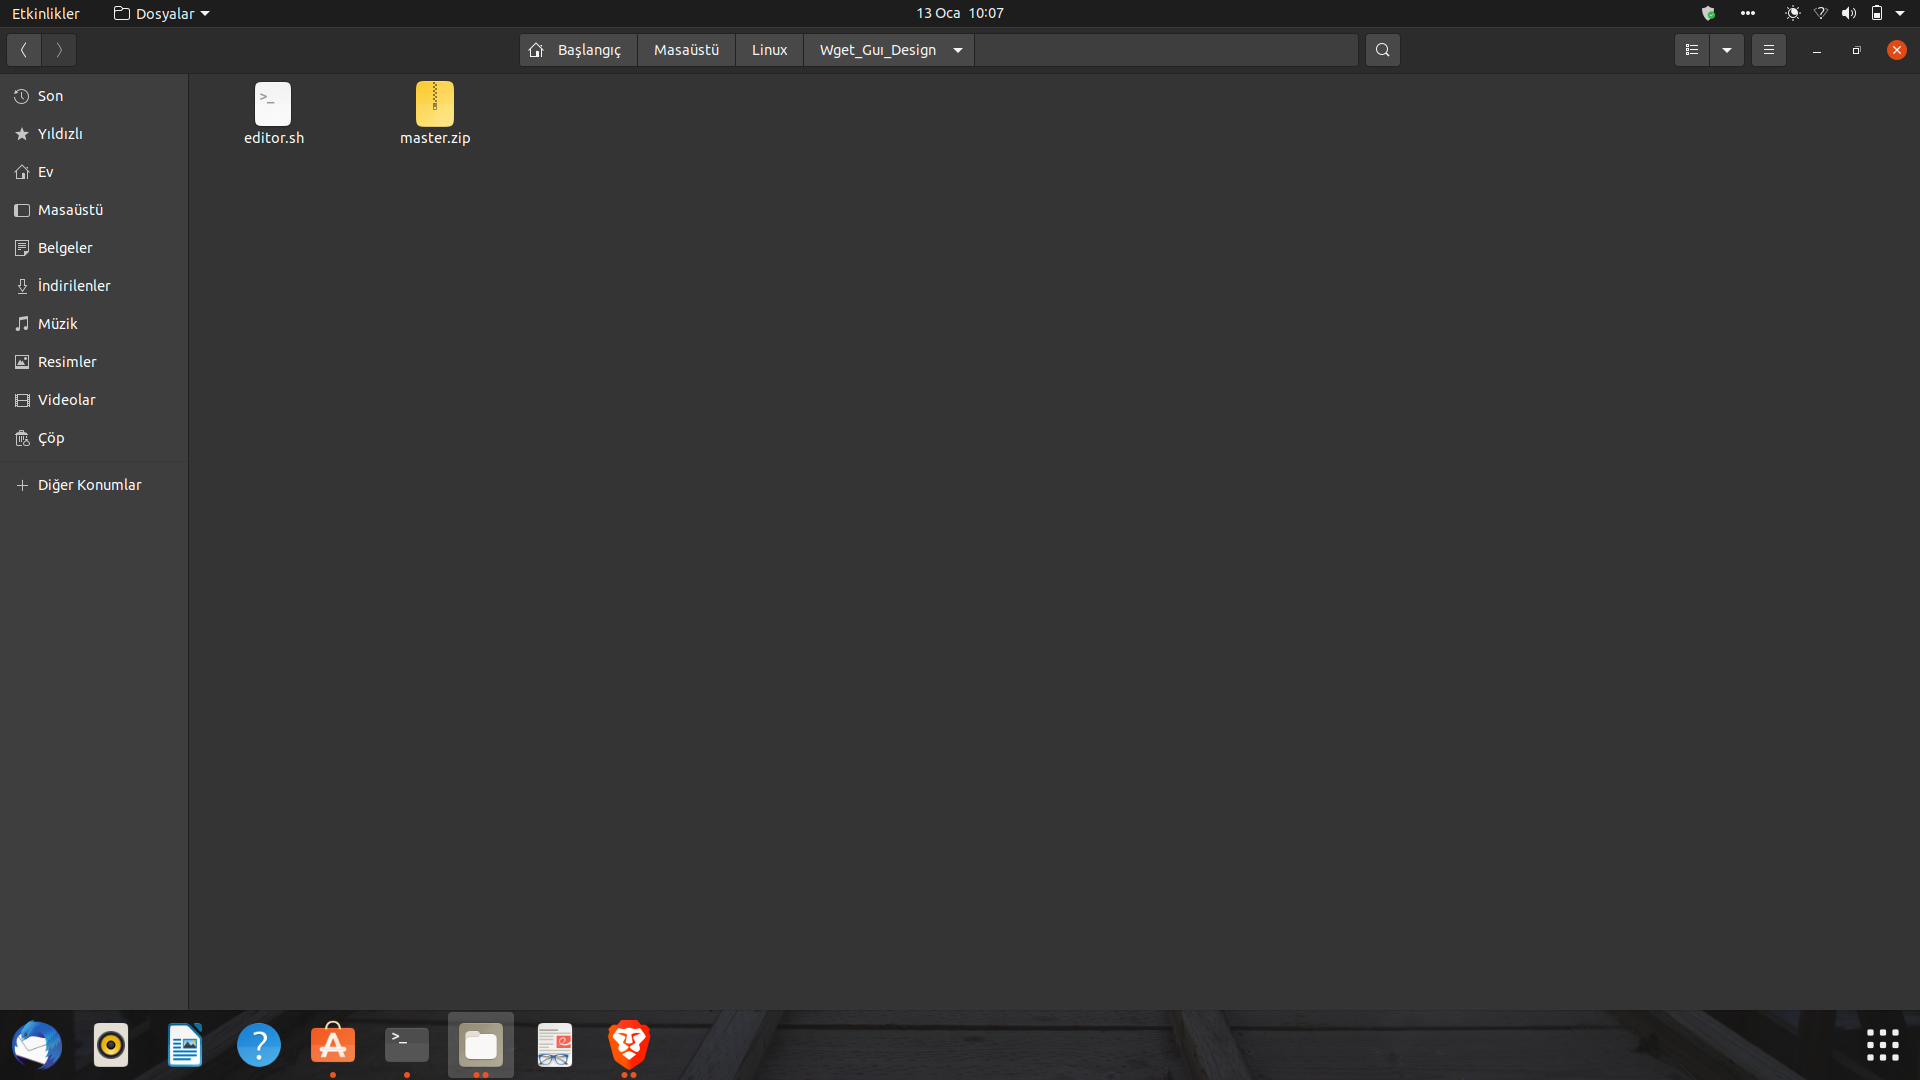 Etkinlikler Dosyalar 13 Oca 10:07
Başlangıç Masaüstü Linux Wget_Guı_Design
Son
Yıldızlı
Ev
Masaüstü
Belgeler
İndirilenler
Müzik
Resimler
Videolar
Çöp
Diğer Konumlar
editor.sh master.zip